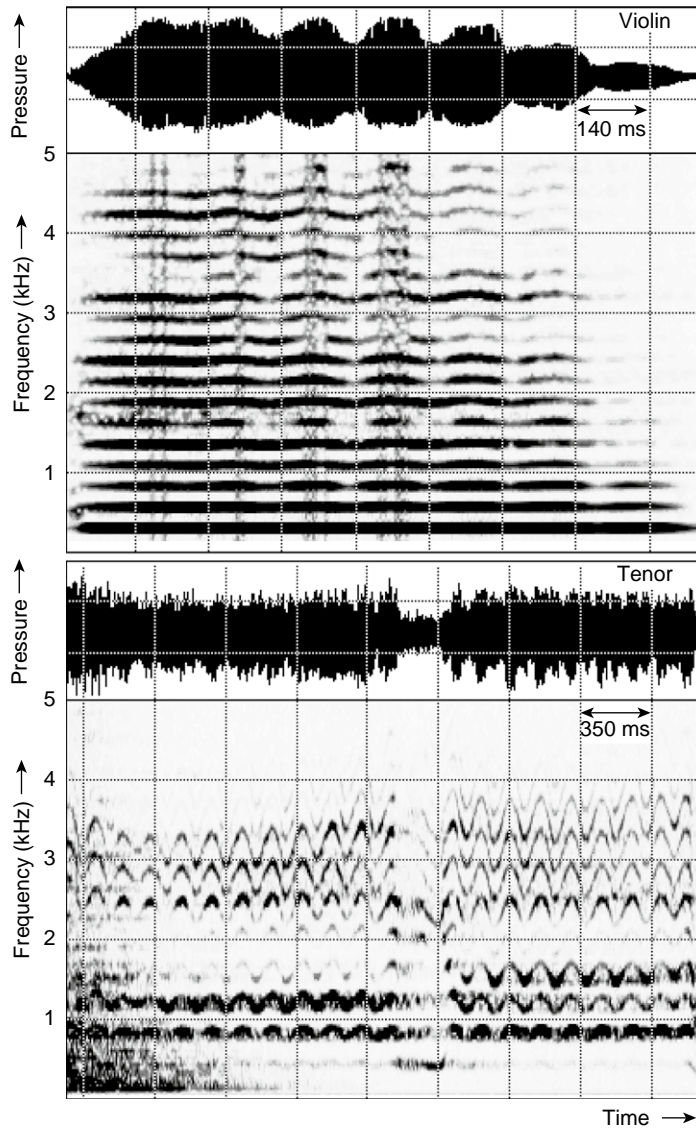 Pressure →
Violin
140 ms
Frequency (kHz) →
5
4
3
2
1
Pressure →
Tenor
350 ms
Frequency (kHz) →
5
4
3
2
1
Time →